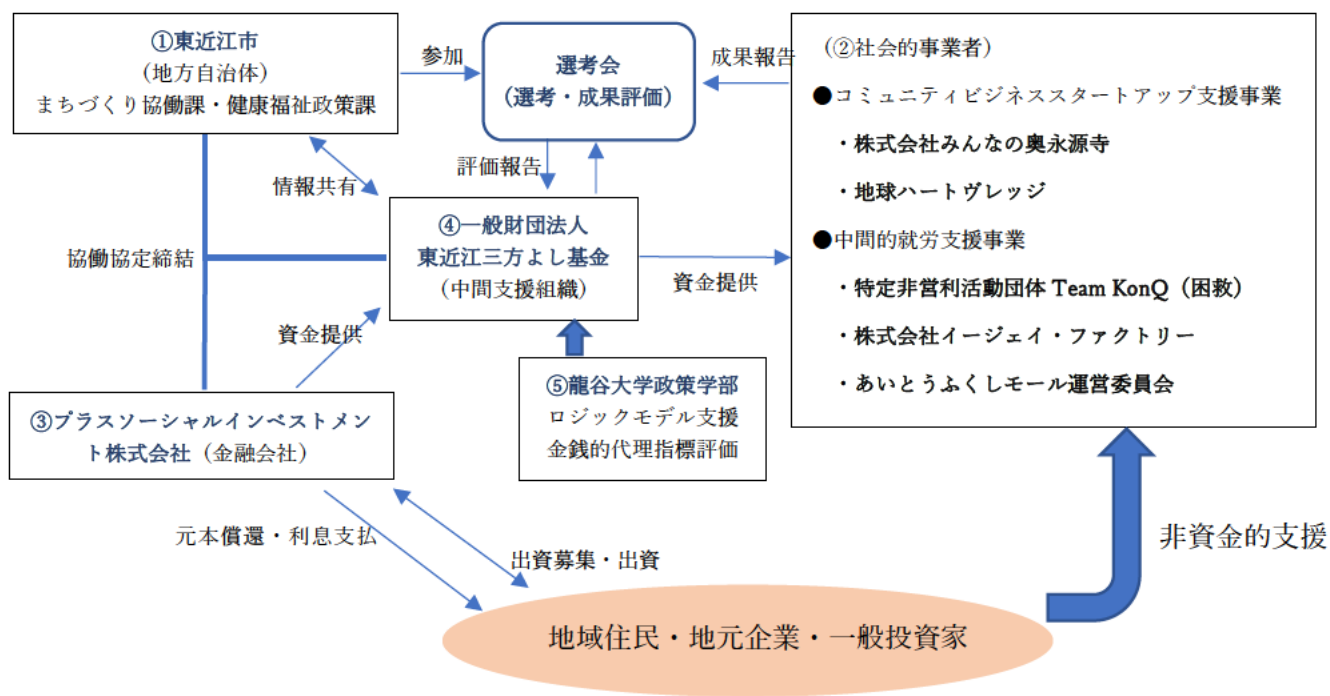 ①東近江市
(地方自治体)
まちづくり協働課・健康福祉政策課
参加
選考会
(選考・成果評価)
成果報告
(②社会的事業者)
●コミュニティビジネススタートアップ支援事業
・株式会社みんなの奥永源寺
・地球ハートヴレッジ
●中間的就労支援事業
・特定非営利活動団体 Team KonQ(困救)
・株式会社イージェイ・ファクトリー
・あいとうふくしモール運営委員会
情報共有
評価報告
④一般財団法人
東近江三方よし基金
(中間支援組織)
協働協定締結
資金提供
資金提供
⑤龍谷大学政策学部
ロジックモデル支援
金銭的代理指標評価
③プラスソーシャルインベストメン
ト株式会社(金融会社)
元本償還・利息支払
出資募集・出資
非資金的支援
地域住民・地元企業・一般投資家